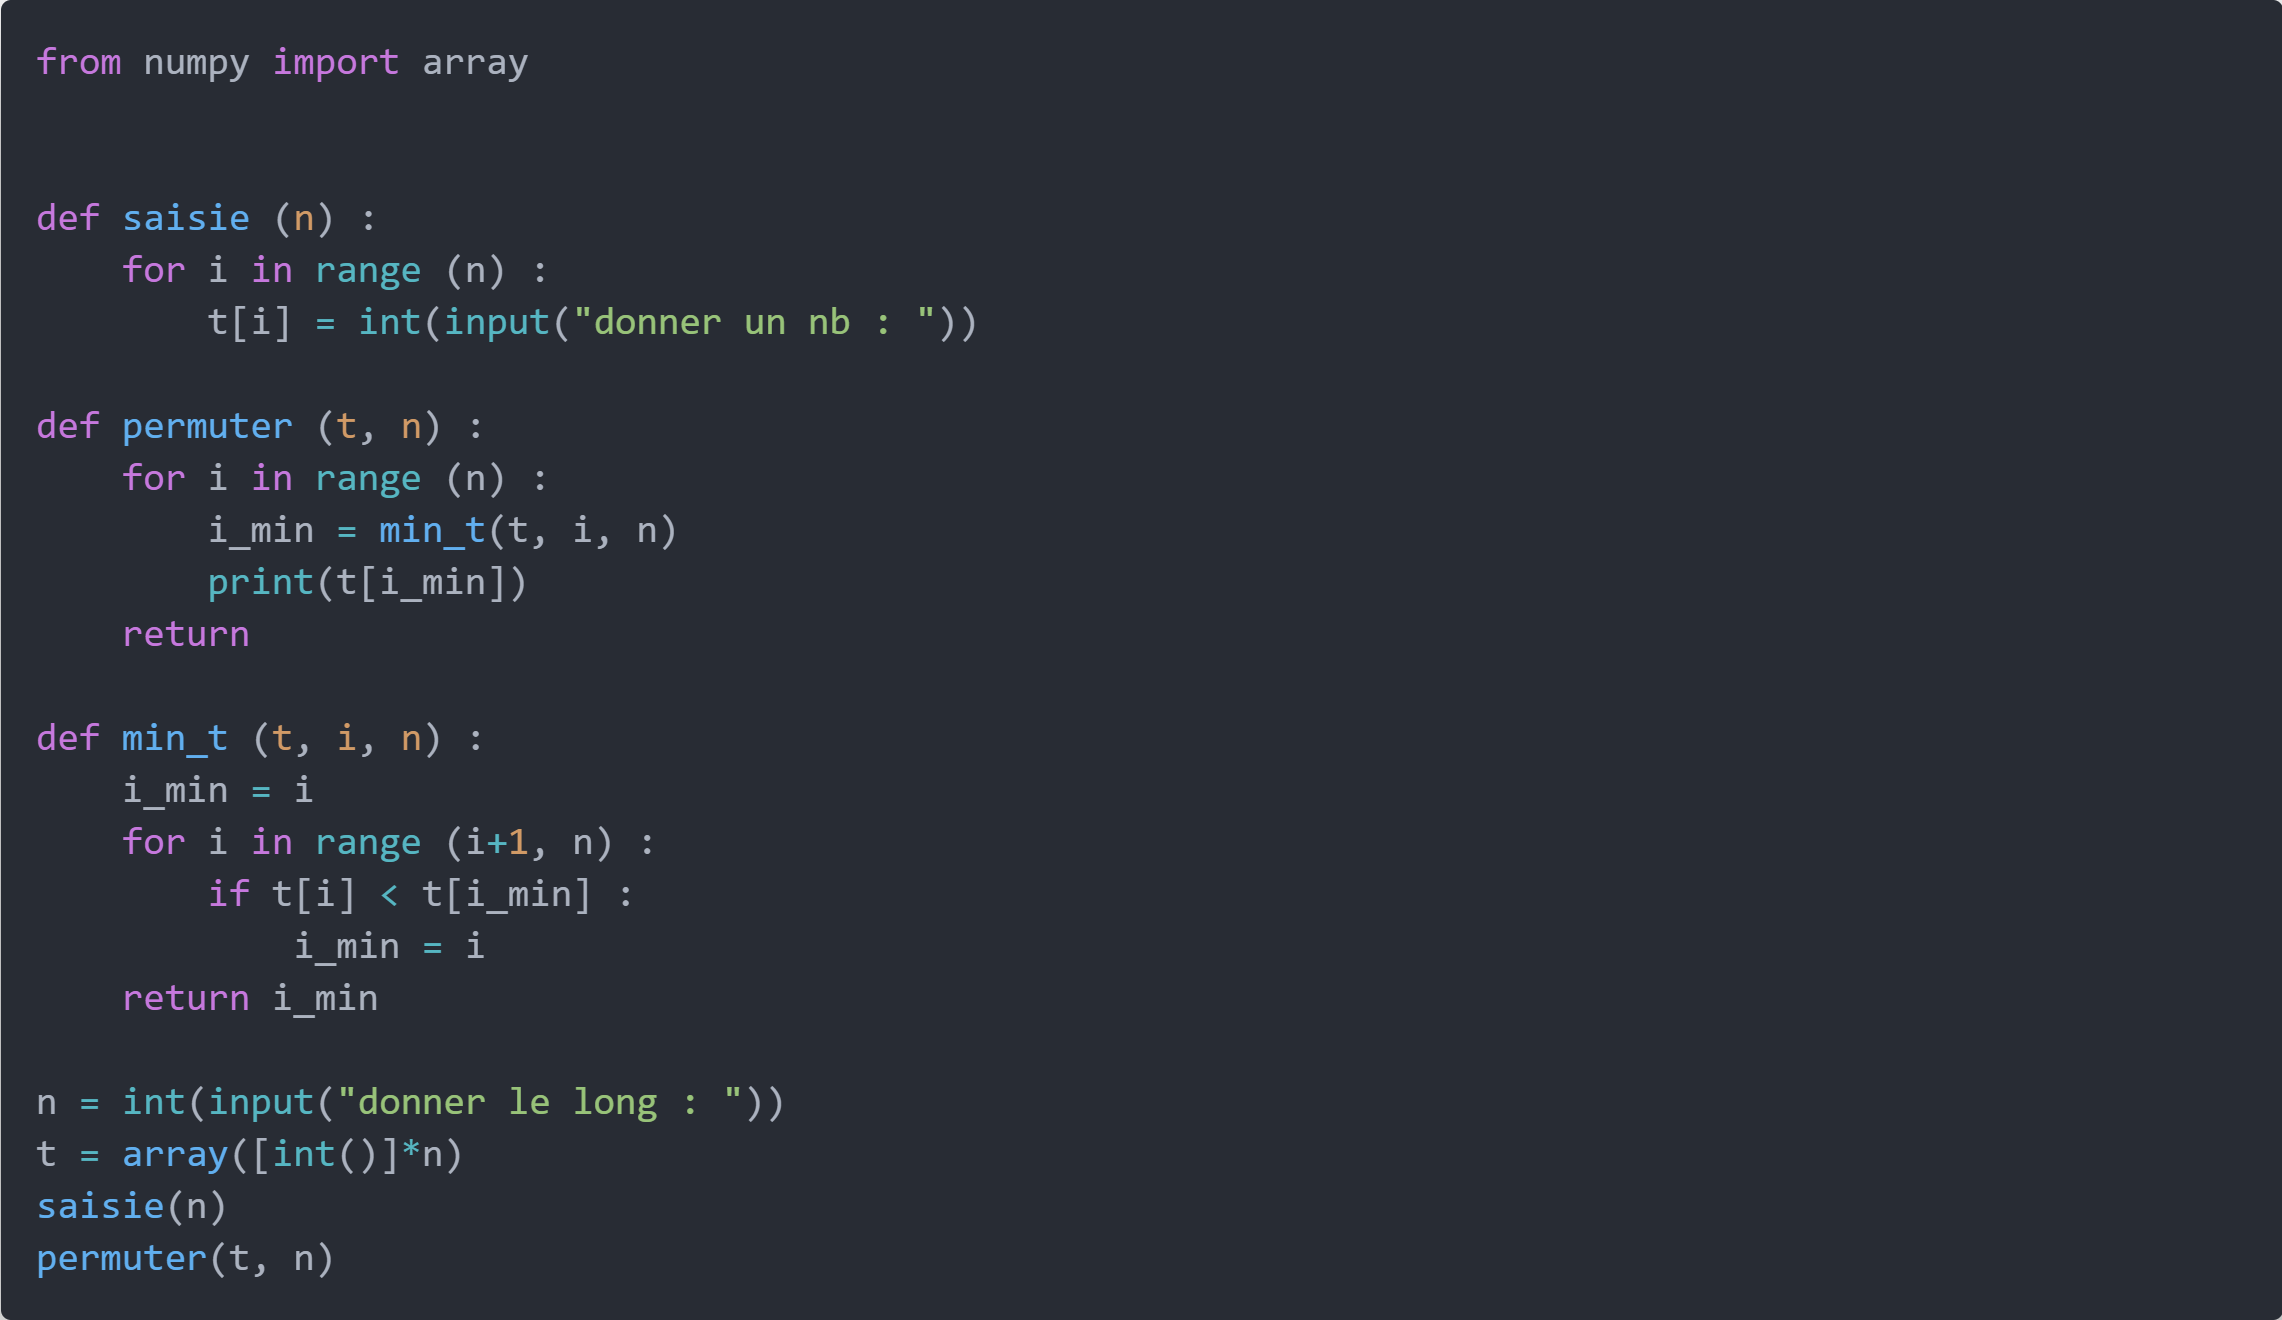 from numpy import array
def saisie (n) :
    for i in range (n) :
        t[i] = int(input("donner un nb : "))
def permuter (t, n) :
    for i in range (n) :
        i_min = min_t(t, i, n)
        print(t[i_min])
    return
def min_t (t, i, n) :
    i_min = i
    for i in range (i+1, n) :
        if t[i] < t[i_min] :
            i_min = i
    return i_min
n = int(input("donner le long : "))
t = array([int()]*n)
saisie(n)
permuter(t, n)